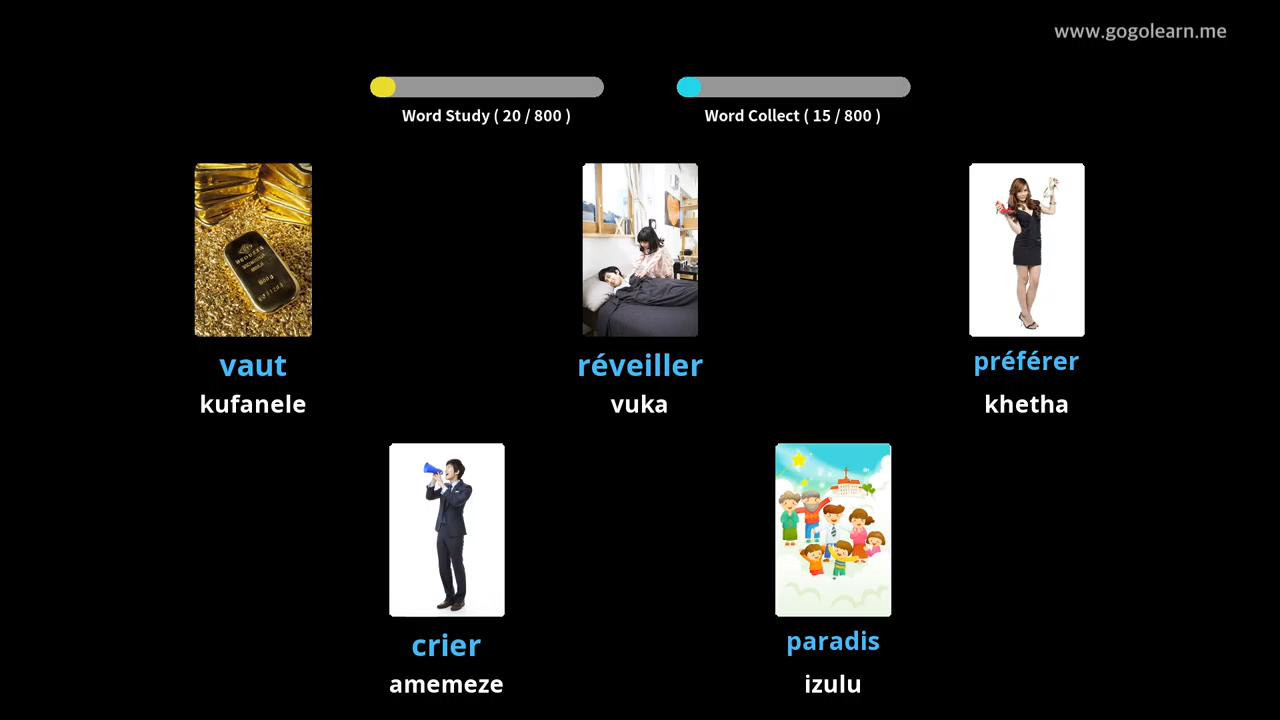 www.gogolearn.me
Word Study ( 20 / 800 )
Word Collect ( 15 / 800 )
vaut
kufanele
réveiller
vuka
préférer
khetha
crier
amemeze
paradis
izulu